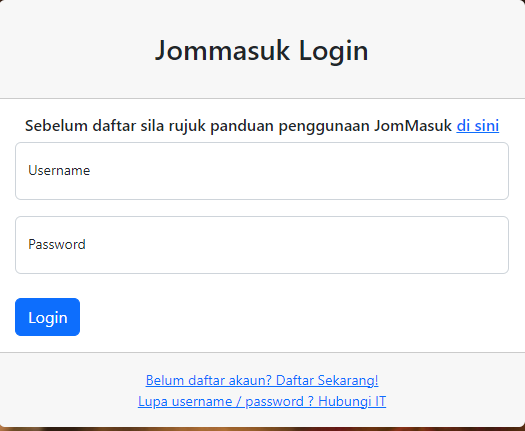 Jommasuk Login
Sebelum daftar sila rujuk panduan penggunaan JomMasuk di sini
Username
Password
Login
Belum daftar akaun? Daftar Sekarang!
Lupa username / password ? Hubungi IT